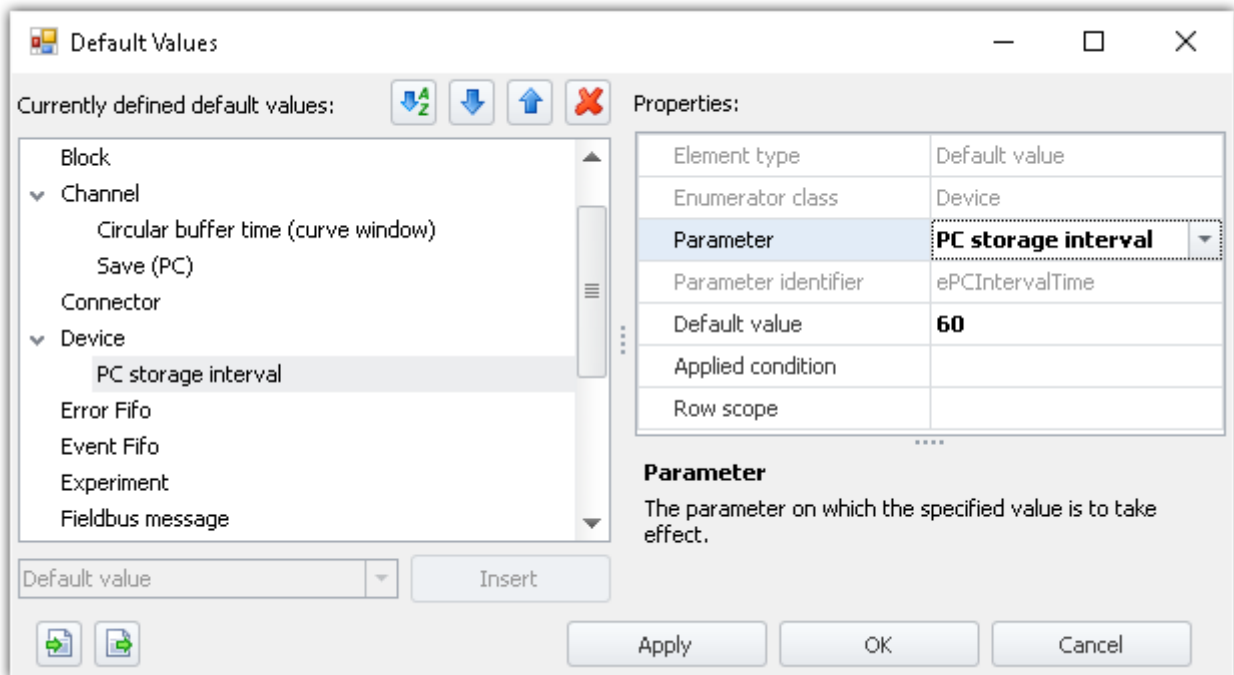 Default Values
Currently defined default values:
Block
Channel
Circular buffer time (curve window)
Save (PC)
Connector
Device
PC storage interval
Error Fifo
Event Fifo
Experiment
Fieldbus message
Default value
Insert
Properties:
Element type Default value
Enumerator class Device
Parameter PC storage interval
Parameter identifier ePCIntervalTime
Default value 60
Applied condition
Row scope
Parameter
The parameter on which the specified value is to take
effect.
Apply OK Cancel